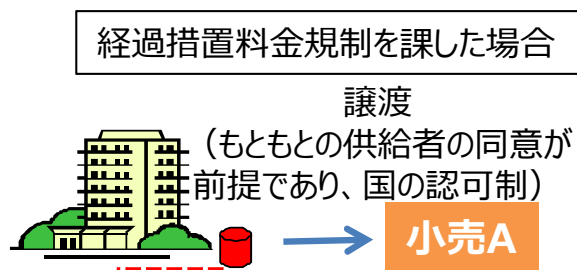 経過措置料金規制を課した場合
譲渡
（もともとの供給者の同意が
前提であり、国の認可制）
小売A